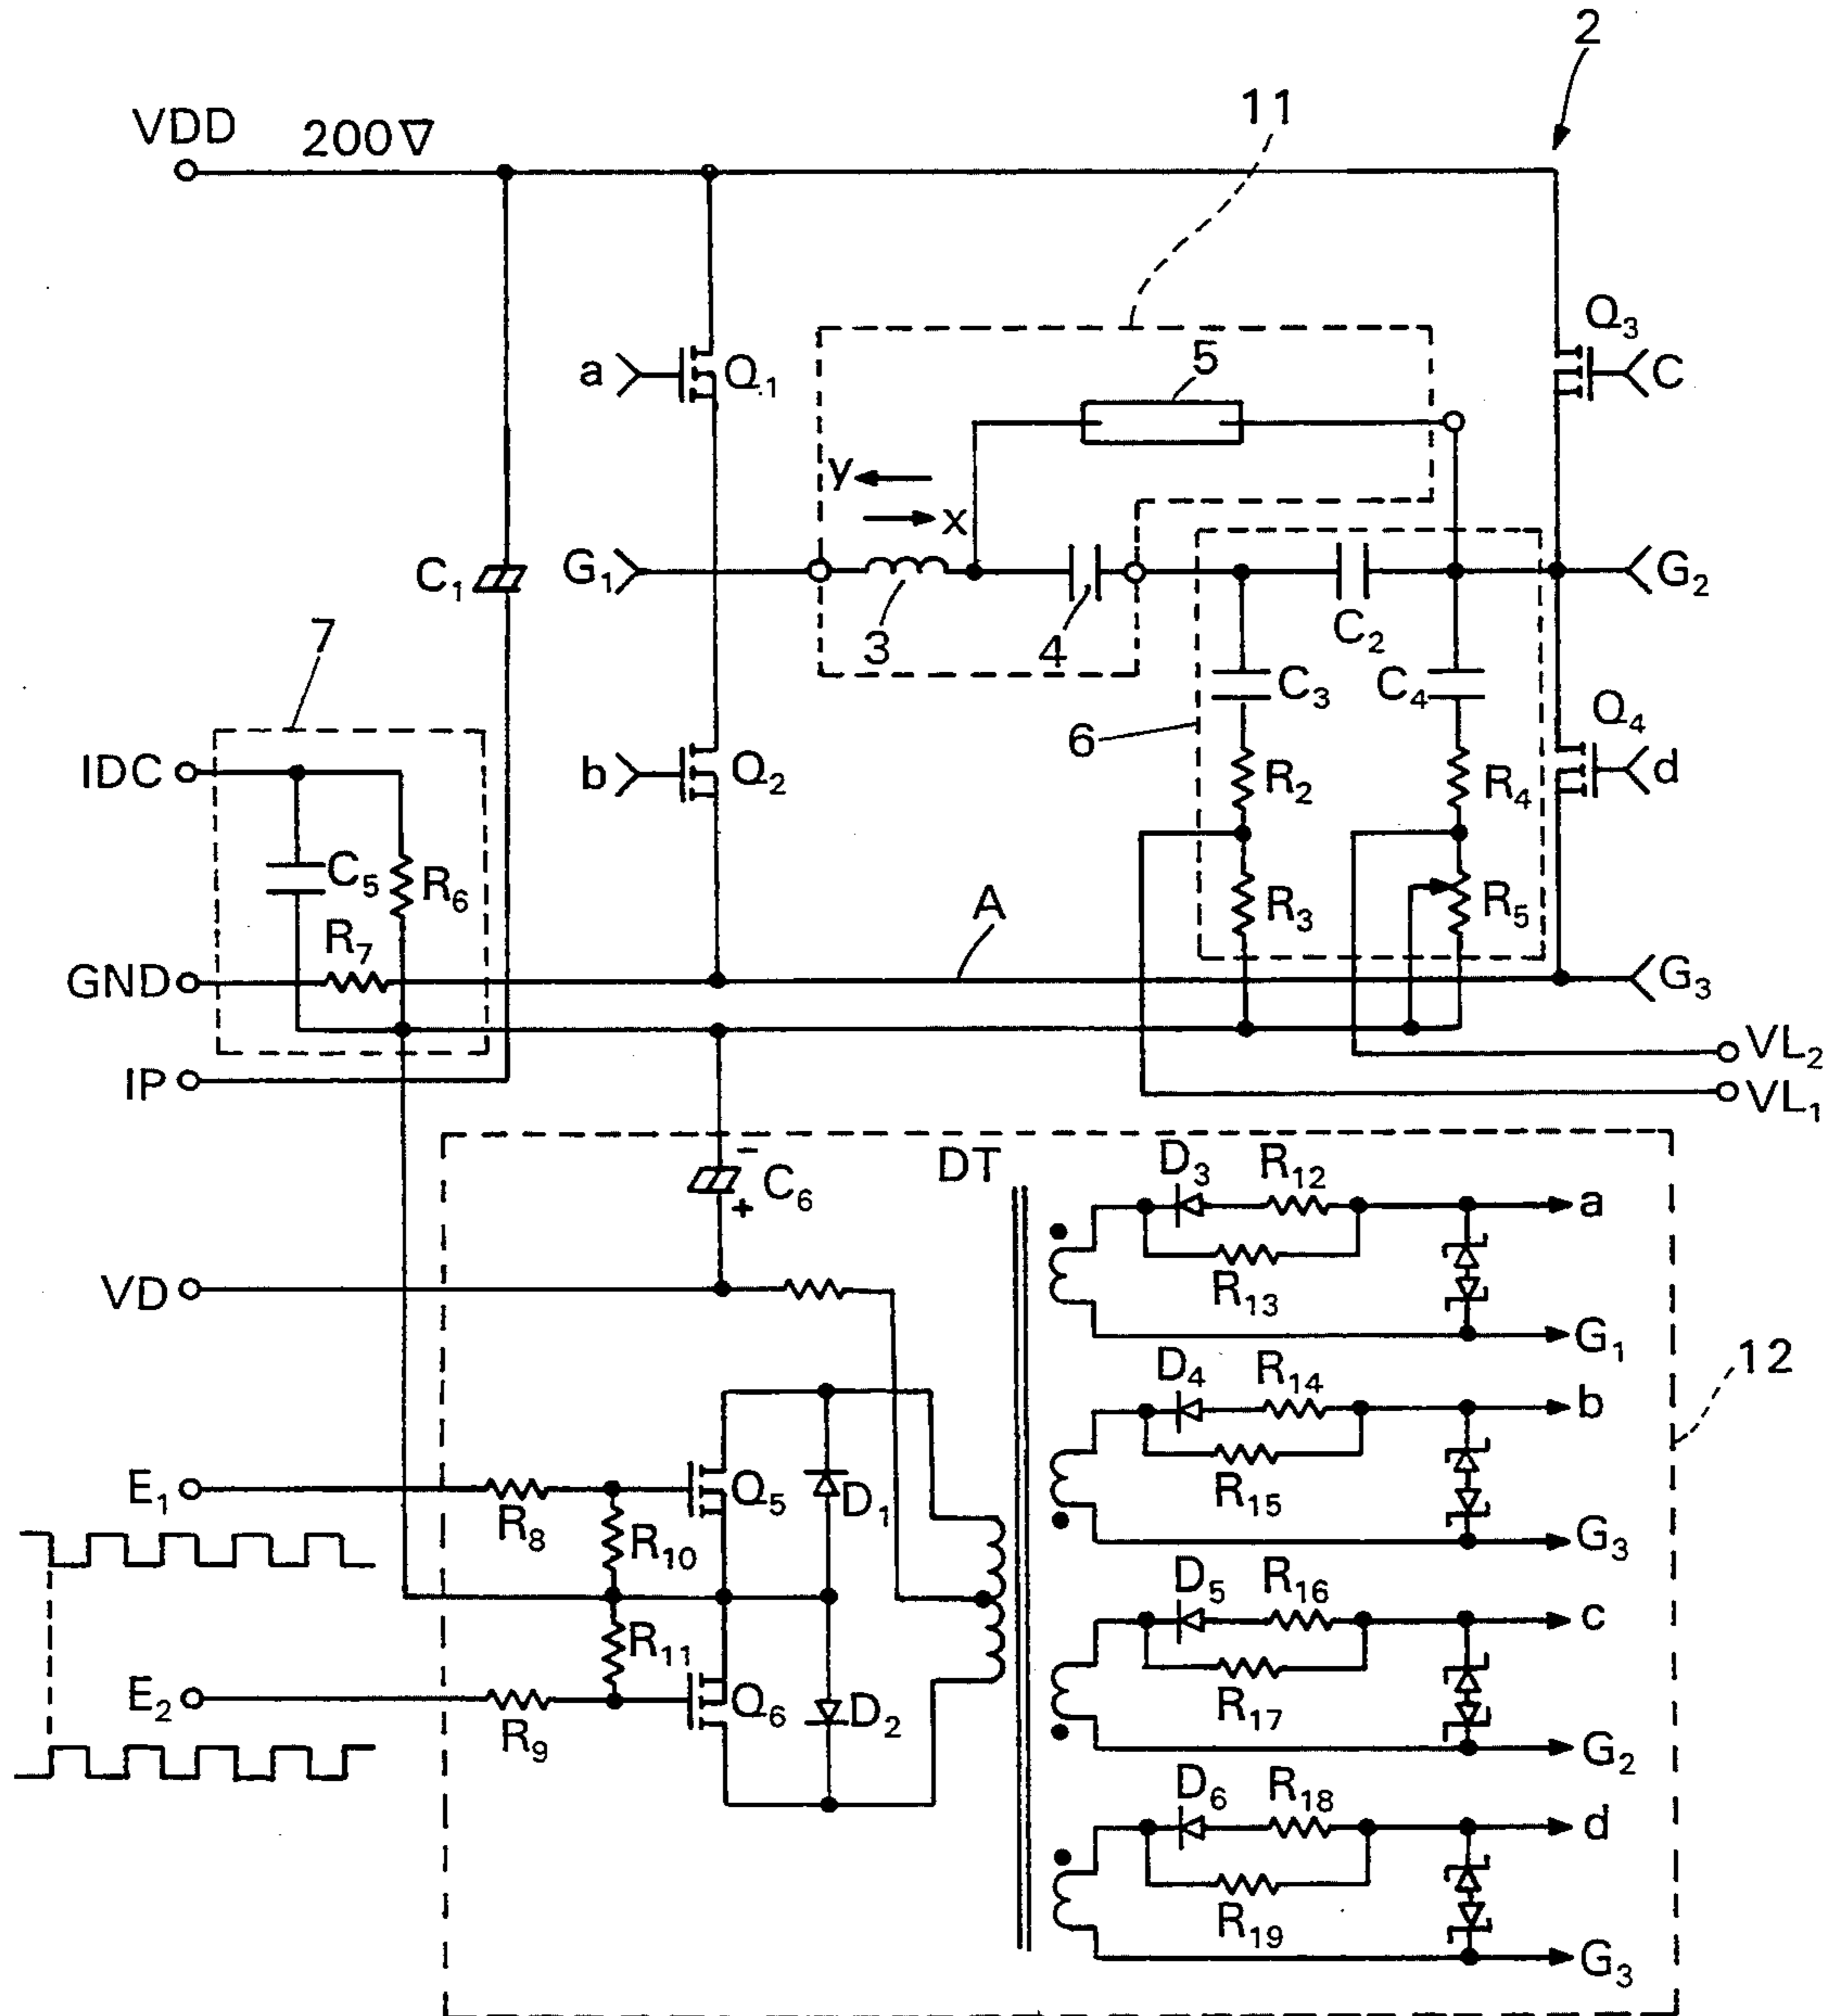 2
11
VDD 200V
Q3
a Q1 5 C
y
x
C1 G1 G2
3 4 C2
7
C3 C4
6 Q4
IDC b Q2 R2 R4 d
C5 R6
A R3 R5
R7
GND G3
IP VL2
VL1
DT D3 R12 a
- C6
+
VD R13
G1
D4 R14 12
b
E1 Q5 D1 R15
R8 R10 G3
D5 R16
c
R11
E2 Q6 D2 R17
R9 G2
D6 R18
d
R19
G3